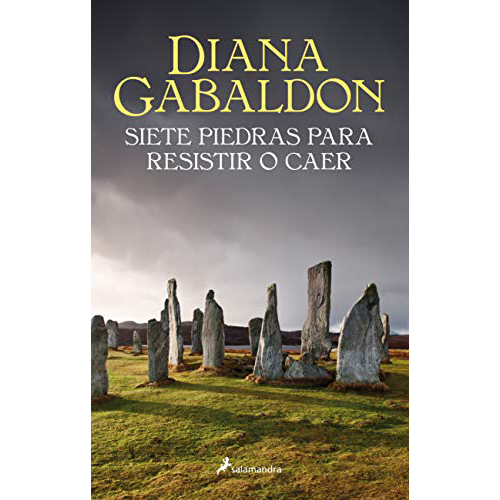 DIANA
GABALDON
SIETE PIEDRAS PARA
RESISTIR O CAER
salamandra